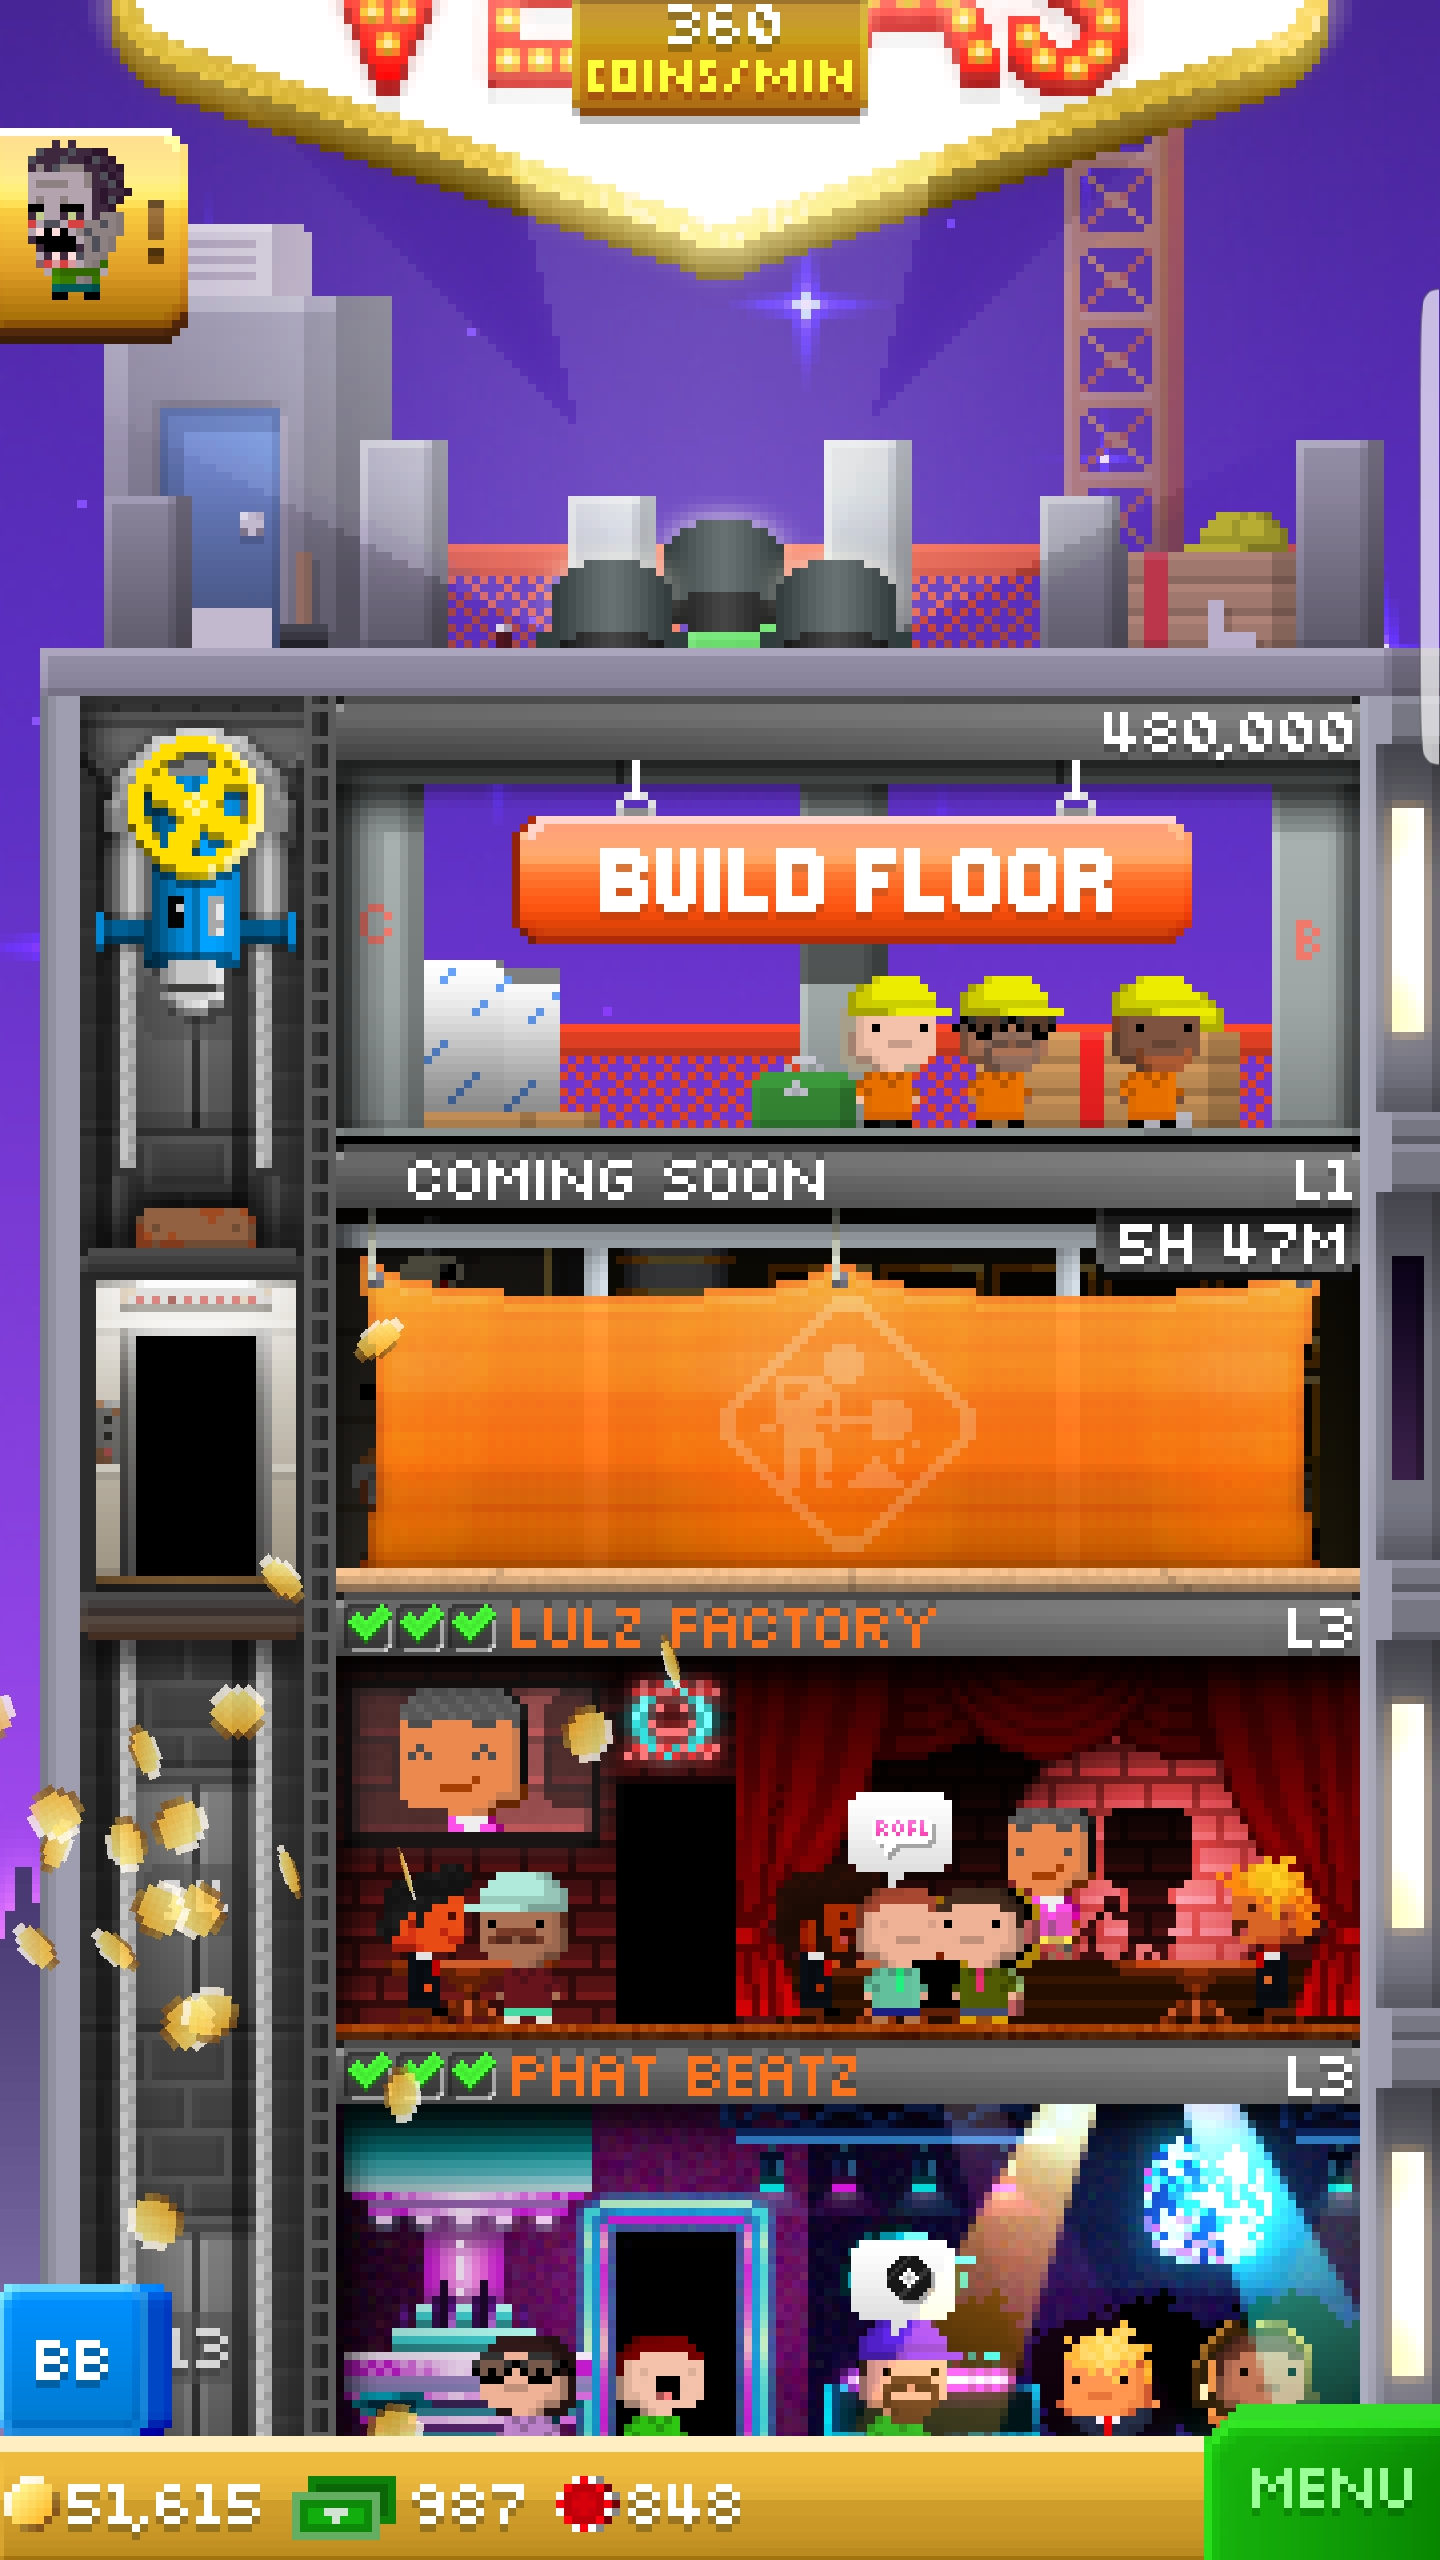 360
COINS/MIN
!
480,000
BUILD FLOOR
C
B
COMING SOON
L1
5H 47M
LULZ FACTORY
L3
ROFL
PHAT BEATZ
L3
13
BB
51,615
987
848
MENU